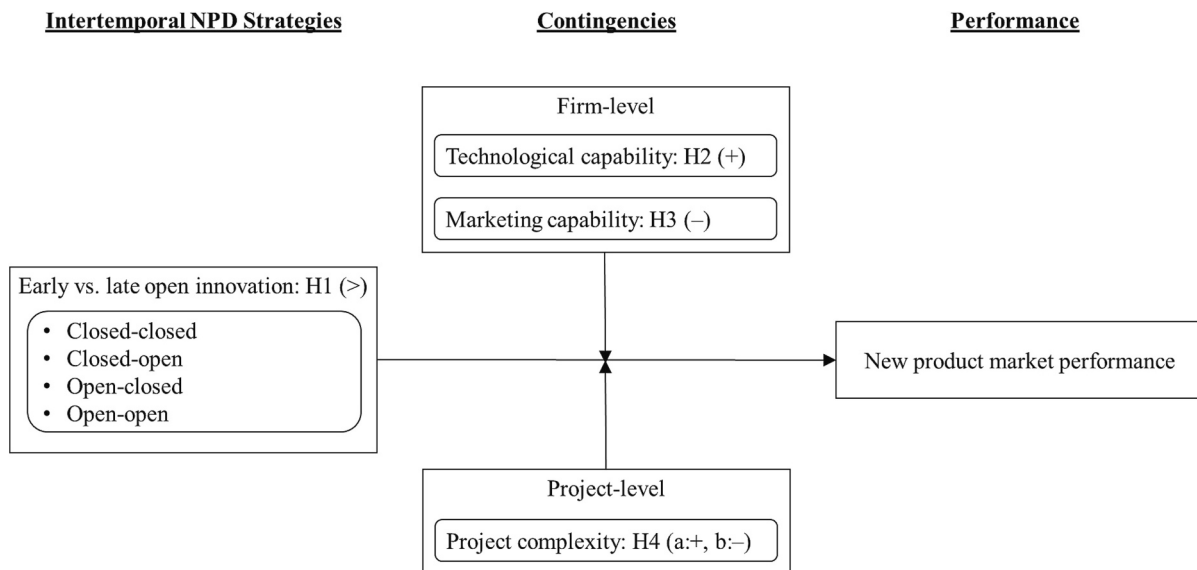 Intertemporal NPD Strategies
Contingencies
Performance
Firm-level
Technological capability: H2 (+)
Marketing capability: H3 (–)
Early vs. late open innovation: H1 (>)
• Closed-closed
• Closed-open
• Open-closed
• Open-open
New product market performance
Project-level
Project complexity: H4 (a:+, b:–)